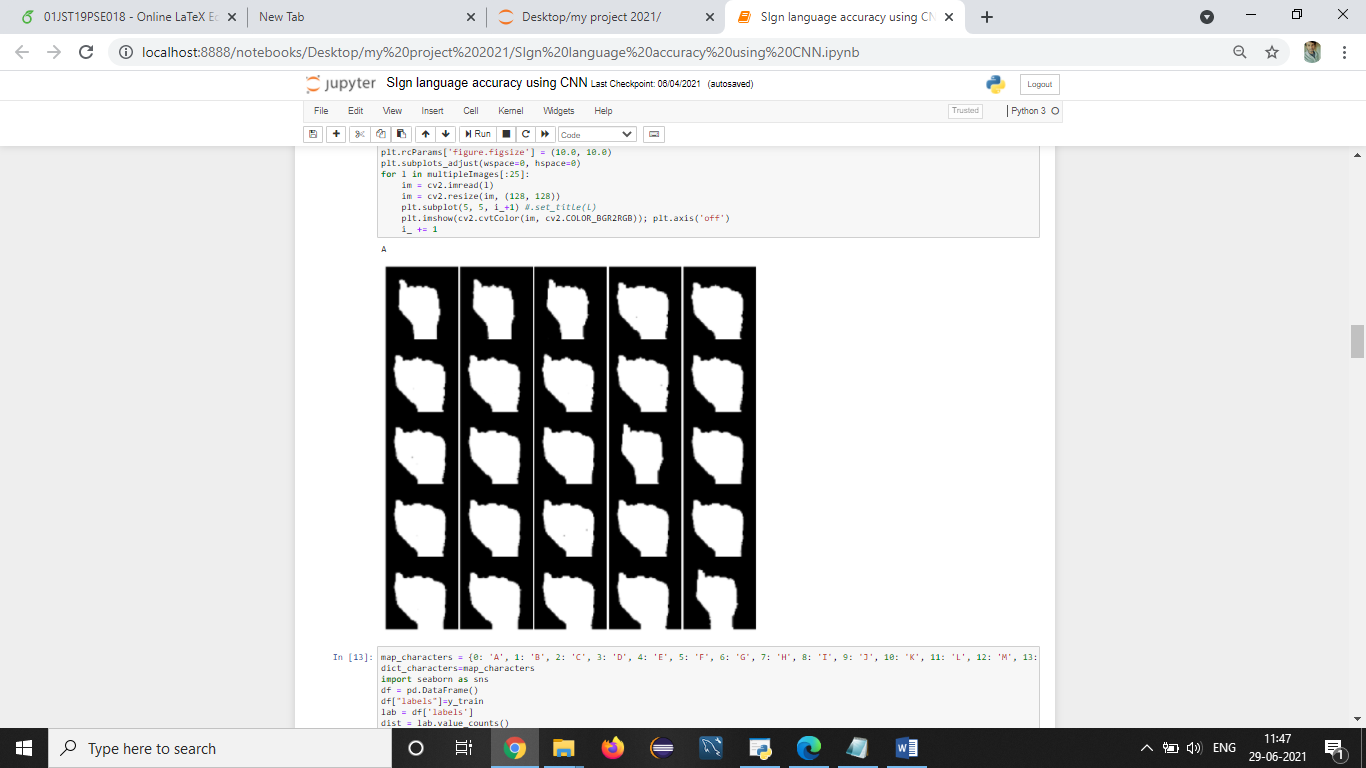 01JST19PSE018 - Online LaTeX Ec
New Tab
Desktop/my project 2021/
SIgn language accuracy using CN
localhost:8888/notebooks/Desktop/my%20project%202021/SIgn%20language%20accuracy%20using%20CNN.ipynb
jupyter SIgn language accuracy using CNN Last Checkpoint: 06/04/2021 (autosaved)
Logout
File Edit View Insert Cell Kernel Widgets Help
Trusted
Python 3
Run
Code
plt.rcParams['figure.figsize'] = (10.0, 10.0)
plt.subplots_adjust(wspace=0, hspace=0)
for l in multipleImages[:25]:
im = cv2.imread(l)
im = cv2.resize(im, (128, 128))
plt.subplot(5, 5, i_+1) #.set_title(l)
plt.imshow(cv2.cvtColor(im, cv2.COLOR_BGR2RGB)); plt.axis('off')
i_ += 1
A
In [13]: map_characters = {0: 'A', 1: 'B', 2: 'C', 3: 'D', 4: 'E', 5: 'F', 6: 'G', 7: 'H', 8: 'I', 9: 'J', 10: 'K', 11: 'L', 12: 'M', 13:
dict_characters=map_characters
import seaborn as sns
df = pd.DataFrame()
df["labels"]=y_train
lab = df['labels']
dist = lab.value_counts()
Type here to search
ENG
11:47
29-06-2021
1